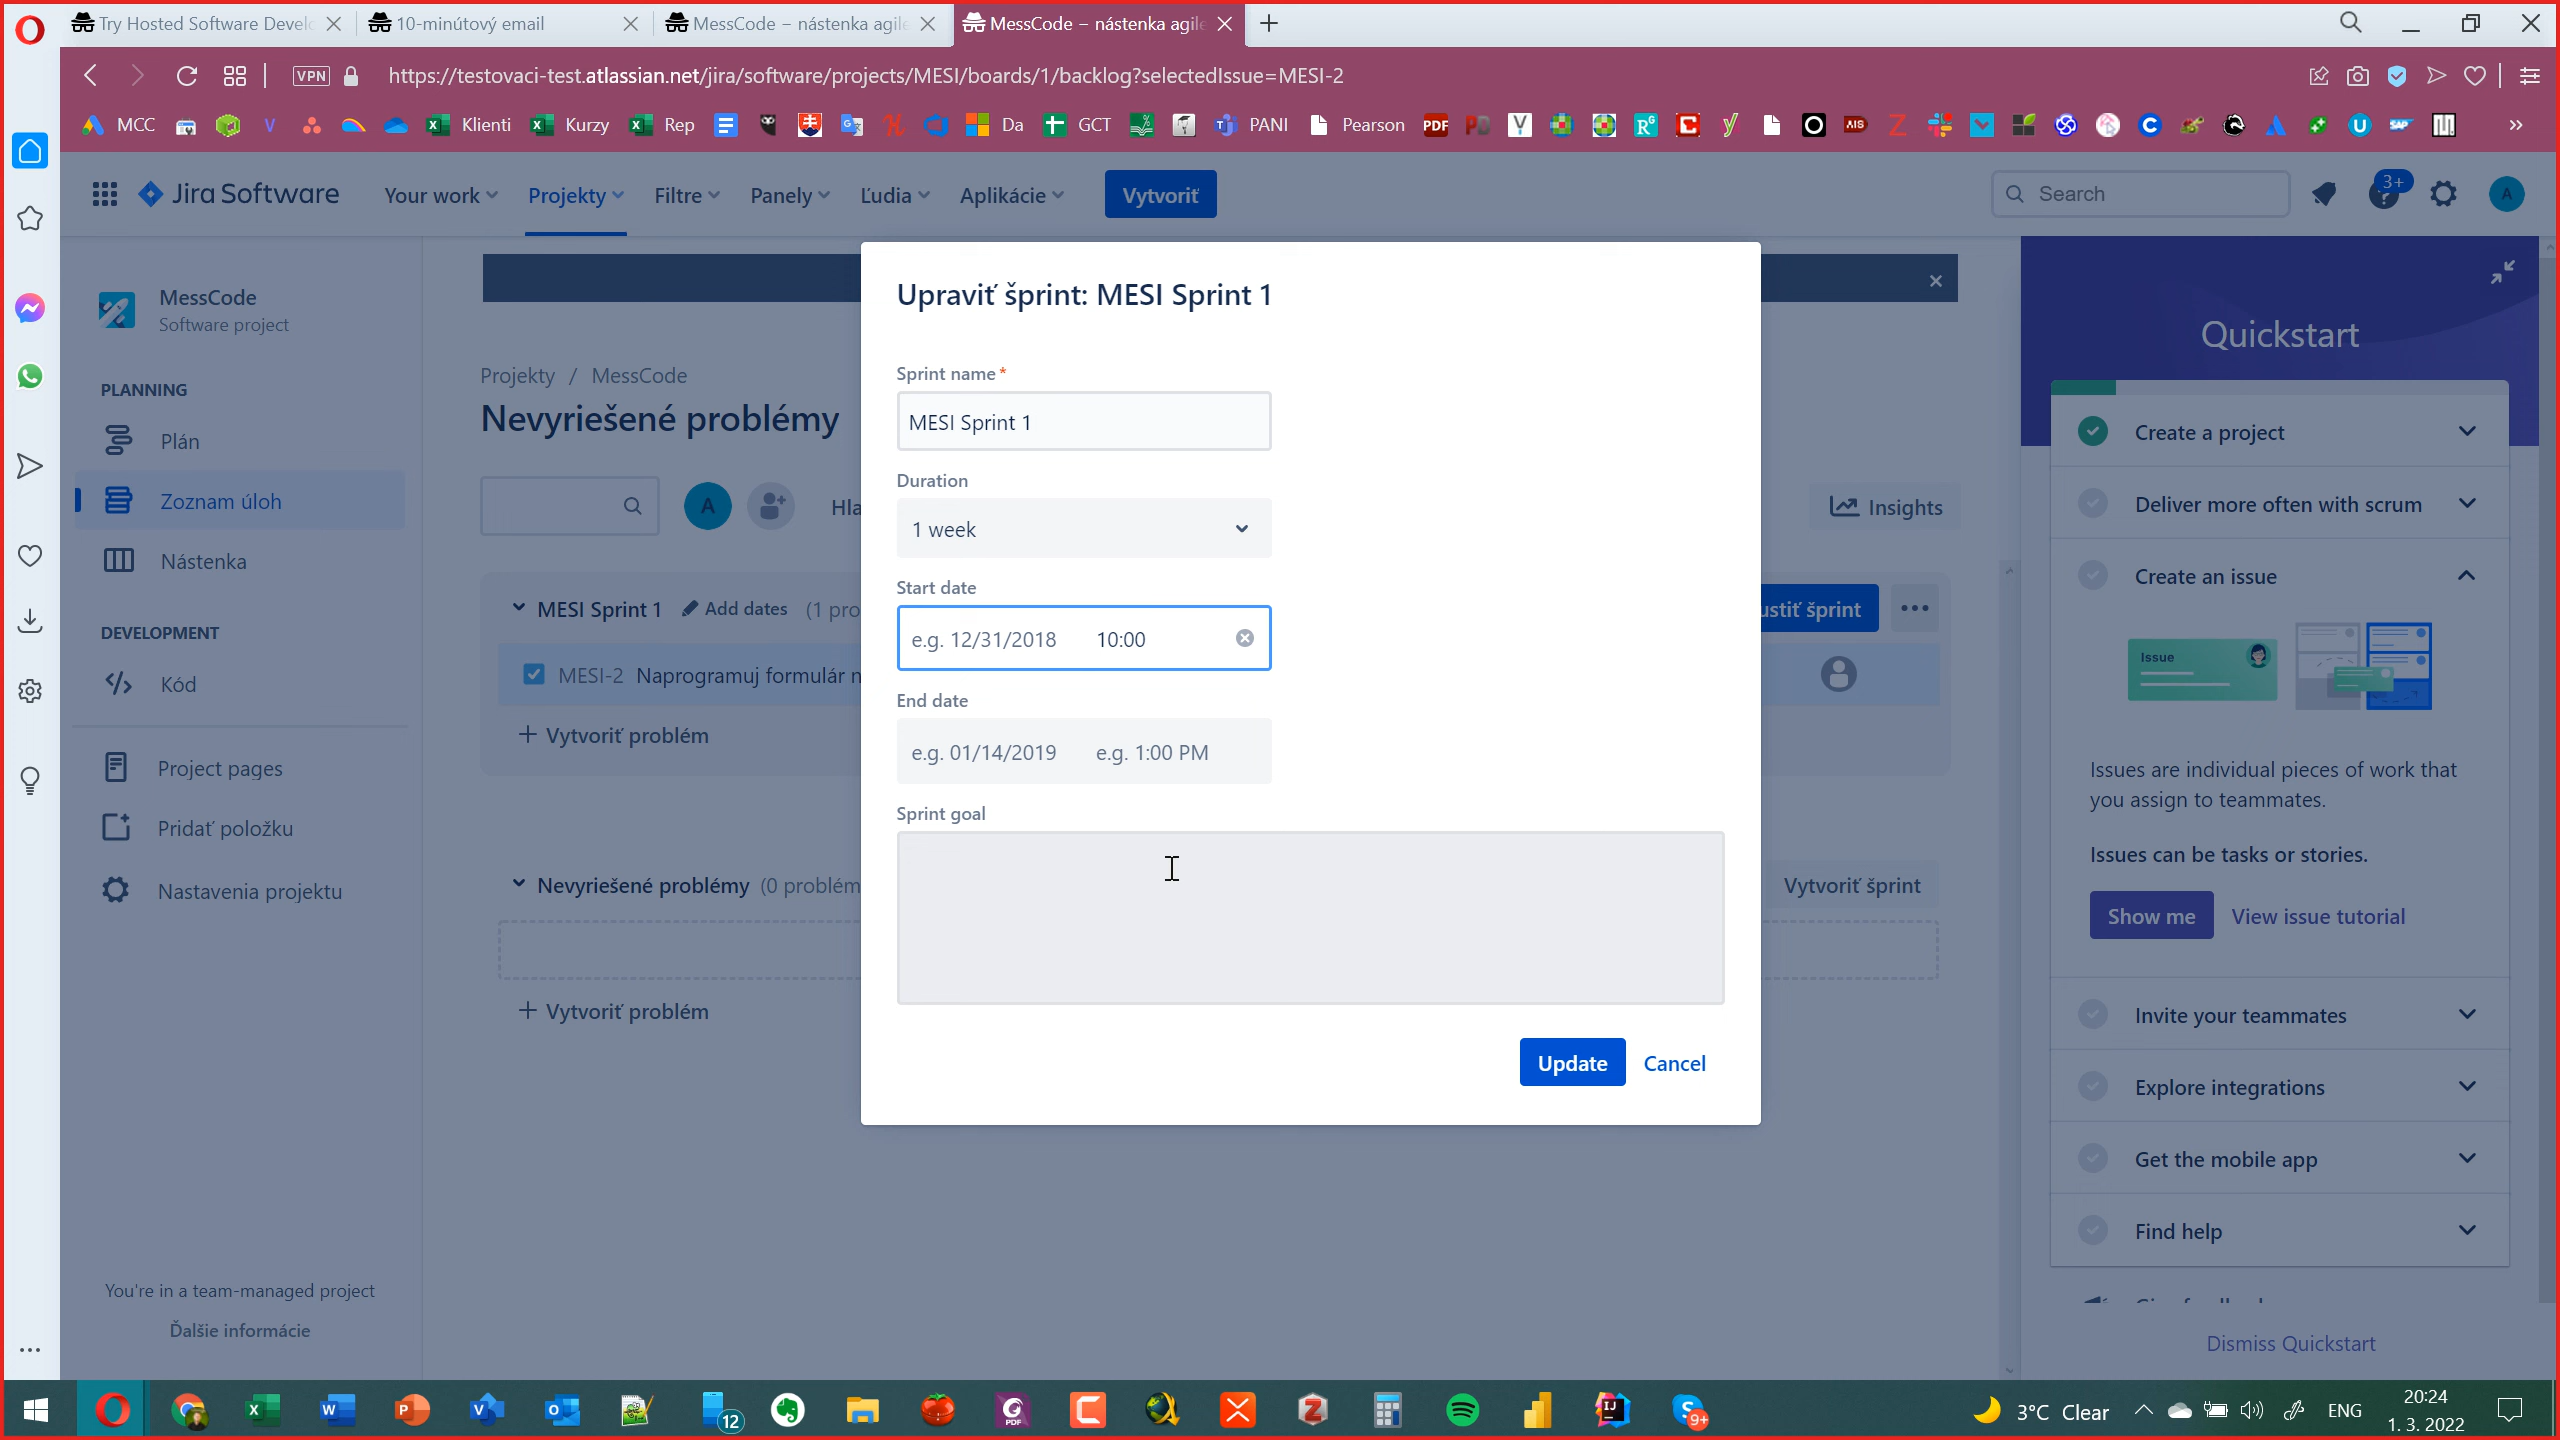 Try Hosted Software Develo
10-minútový email
MessCode – nástenka agile
MessCode – nástenka agile
VPN
https://testovaci-test.atlassian.net/jira/software/projects/MESI/boards/1/backlog?selectedIssue=MESI-2
MCC
Klienti
Kurzy
Rep
Da
GCT
PANI
Pearson
PDF
AIS
SAP
Jira Software
Your work
Projekty
Filtre
Panely
Ľudia
Aplikácie
Vytvoriť
Search
3+
A
MessCode
Software project
PLANNING
Plán
Zoznam úloh
Nástenka
DEVELOPMENT
Kód
Project pages
Pridať položku
Nastavenia projektu
You're in a team-managed project
Ďalšie informácie
Projekty / MessCode
Nevyriešené problémy
A
Hla
Insights
MESI Sprint 1
Add dates
(1 pro
ustiť šprint
MESI-2 Naprogramuj formulár n
+ Vytvoriť problém
Nevyriešené problémy (0 problém
Vytvoriť šprint
+ Vytvoriť problém
Upraviť šprint: MESI Sprint 1
Sprint name*
MESI Sprint 1
Duration
1 week
Start date
e.g. 12/31/2018 10:00
End date
e.g. 01/14/2019 e.g. 1:00 PM
Sprint goal
Update
Cancel
Quickstart
Create a project
Deliver more often with scrum
Create an issue
Issue
Issues are individual pieces of work that
you assign to teammates.
Issues can be tasks or stories.
Show me
View issue tutorial
Invite your teammates
Explore integrations
Get the mobile app
Find help
Dismiss Quickstart
12
PDF
9+
3°C Clear
ENG
20:24
1. 3. 2022